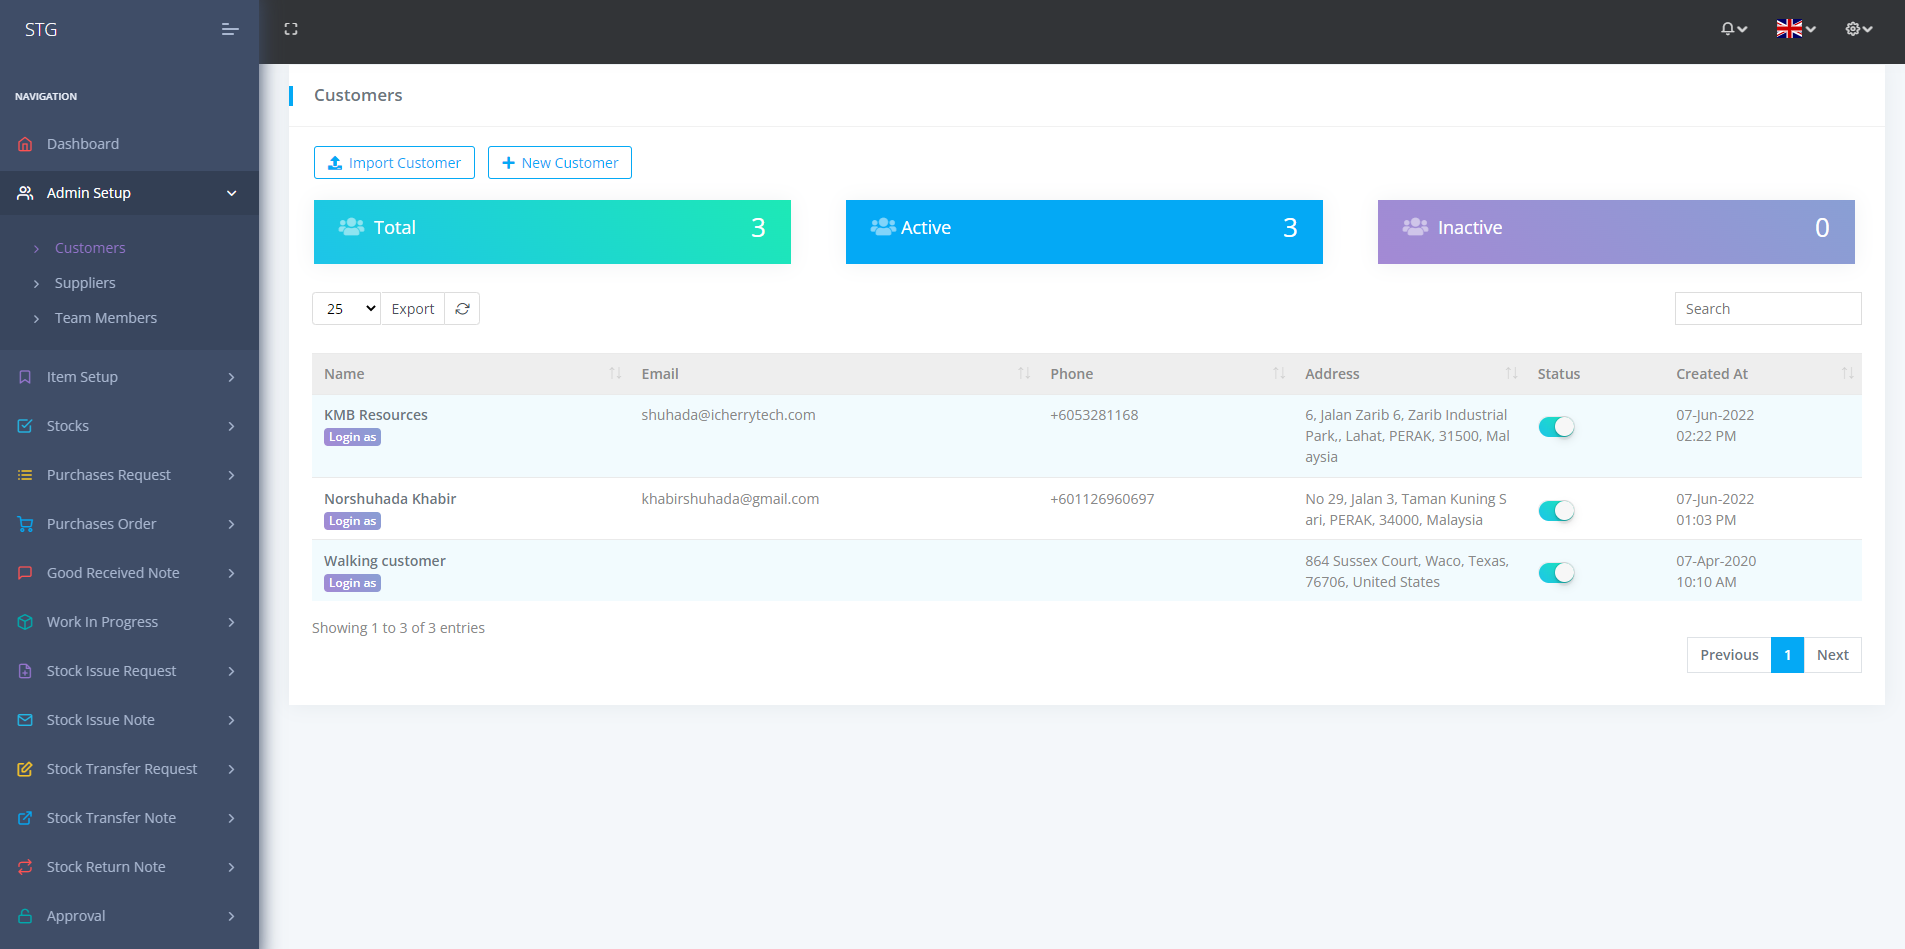 STG
NAVIGATION
Dashboard
Admin Setup
Customers
Suppliers
Team Members
Item Setup
Stocks
Purchases Request
Purchases Order
Good Received Note
Work In Progress
Stock Issue Request
Stock Issue Note
Stock Transfer Request
Stock Transfer Note
Stock Return Note
Approval
Customers
Import Customer
New Customer
Total 3
Active 3
Inactive 0
25 Export
Search
Name Email Phone Address Status Created At
KMB Resources shuhada@icherrytech.com +6053281168 6, Jalan Zarib 6, Zarib Industrial 07-Jun-2022
Login as Park,, Lahat, PERAK, 31500, Mal 02:22 PM
aysia
Norshuhada Khabir khabirshuhada@gmail.com +601126960697 No 29, Jalan 3, Taman Kuning S 07-Jun-2022
Login as ari, PERAK, 34000, Malaysia 01:03 PM
Walking customer 864 Sussex Court, Waco, Texas, 07-Apr-2020
Login as 76706, United States 10:10 AM
Showing 1 to 3 of 3 entries
Previous 1 Next